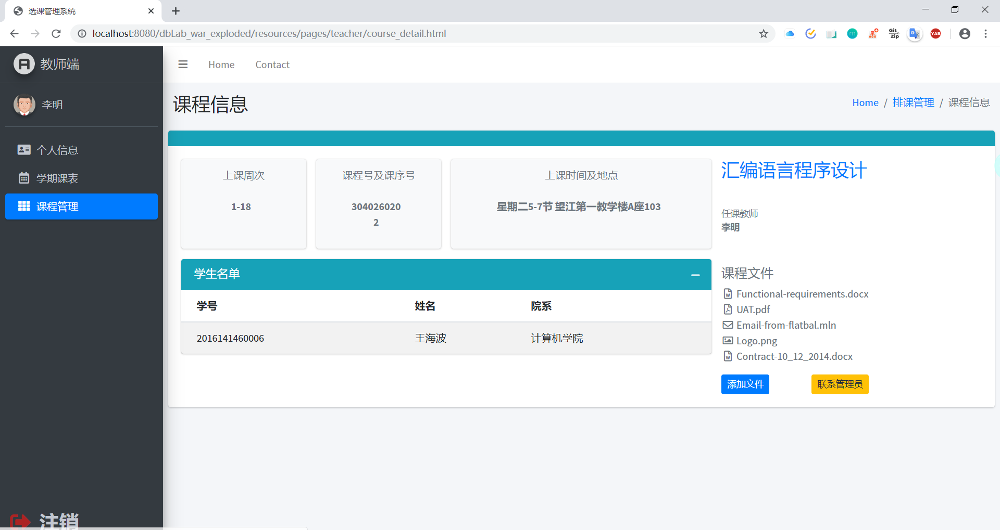 选课管理系统
localhost:8080/dbLab_war_exploded/resources/pages/teacher/course_detail.html
Git
Zip
YAB
教师端
Home
Contact
李明
个人信息
学期课表
课程管理
注销
课程信息
Home / 排课管理 / 课程信息
上课周次
1-18
课程号及课序号
304026020
2
上课时间及地点
星期二5-7节 望江第一教学楼A座103
学生名单
学号 姓名 院系
2016141460006 王海波 计算机学院
汇编语言程序设计
任课教师
李明
课程文件
Functional-requirements.docx
UAT.pdf
Email-from-flatbal.mln
Logo.png
Contract-10_12_2014.docx
添加文件
联系管理员